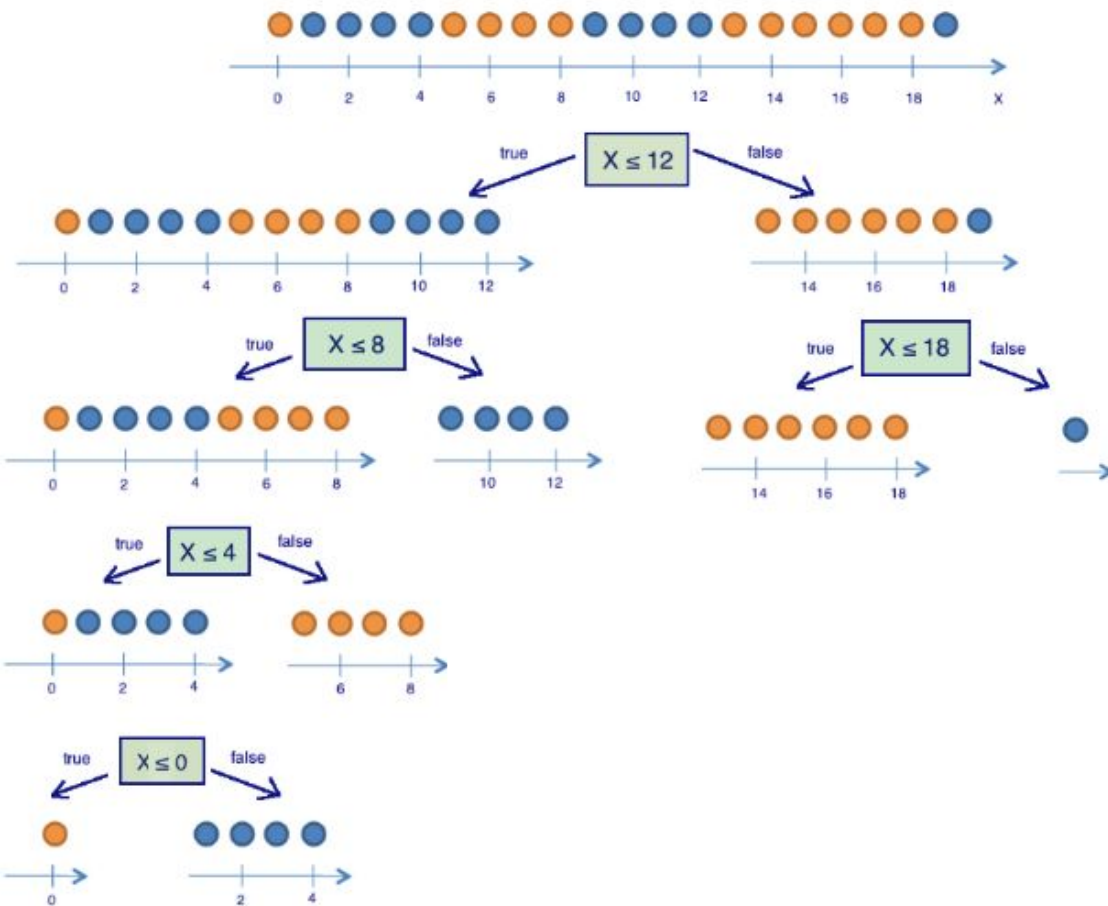 0 2 4 6 8 10 12 14 16 18 X
true X ≤ 12 false
0 2 4 6 8 10 12
14 16 18
true X ≤ 8 false
true X ≤ 18 false
0 2 4 6 8
10 12
14 16 18
true X ≤ 4 false
0 2 4
6 8
true X ≤ 0 false
0
2 4